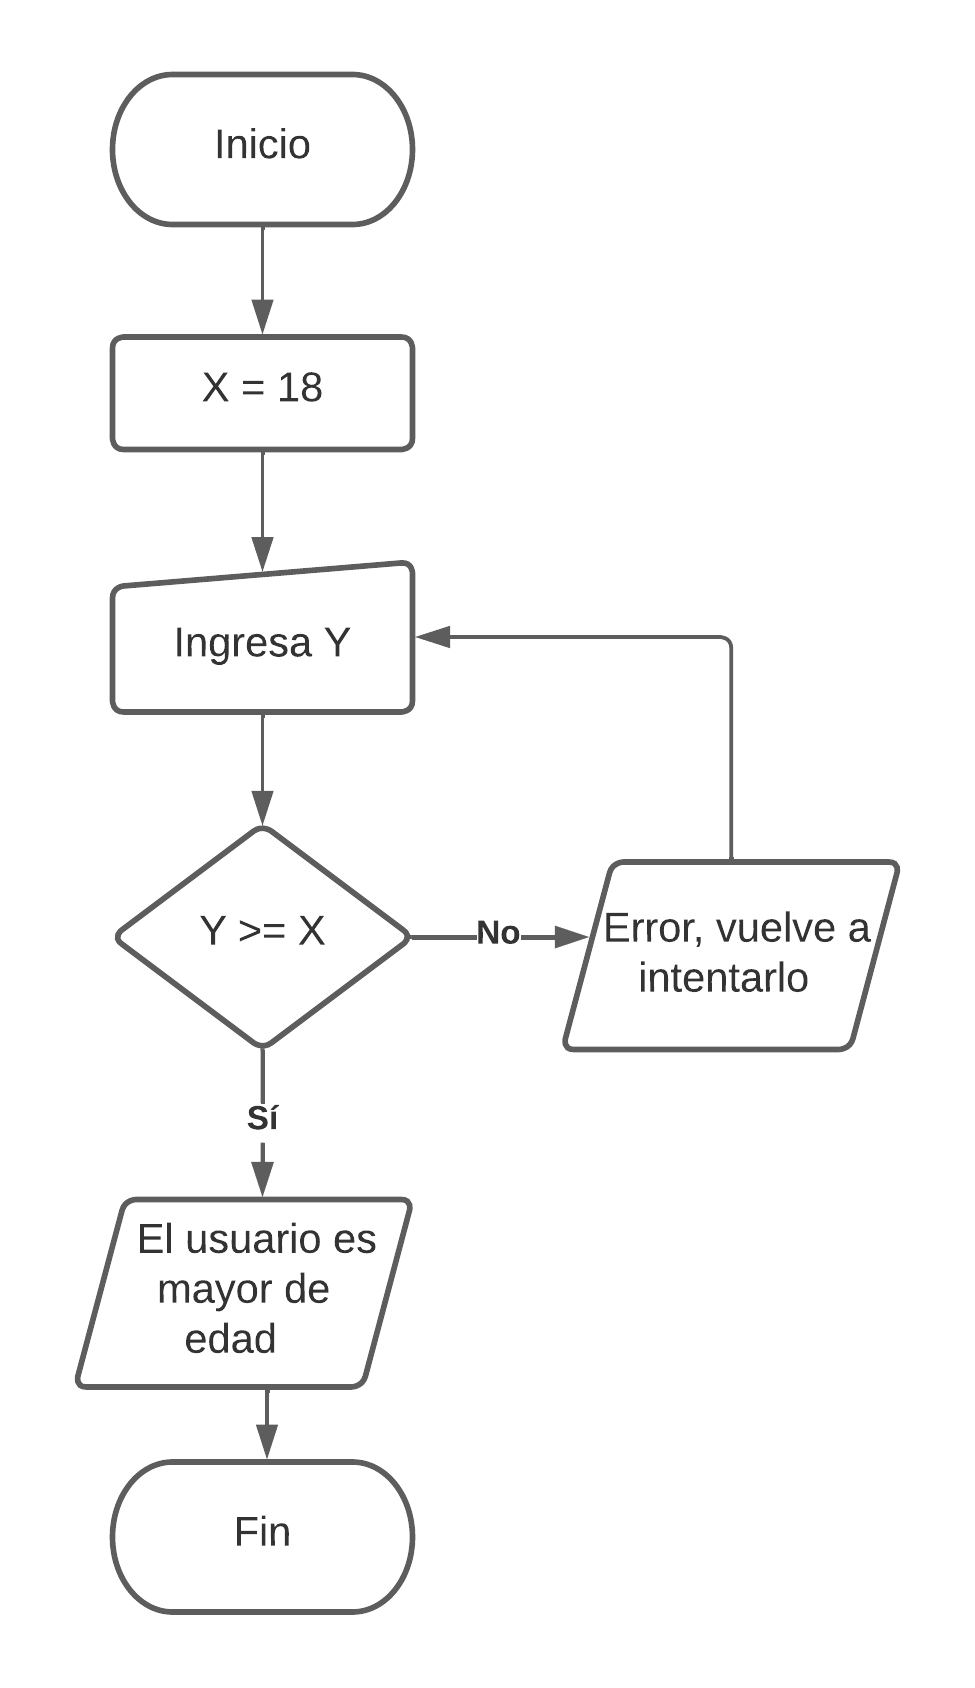 Inicio
X = 18
Ingresa Y
Y >= X
No
Error, vuelve a
intentarlo
Sí
El usuario es
mayor de
edad
Fin